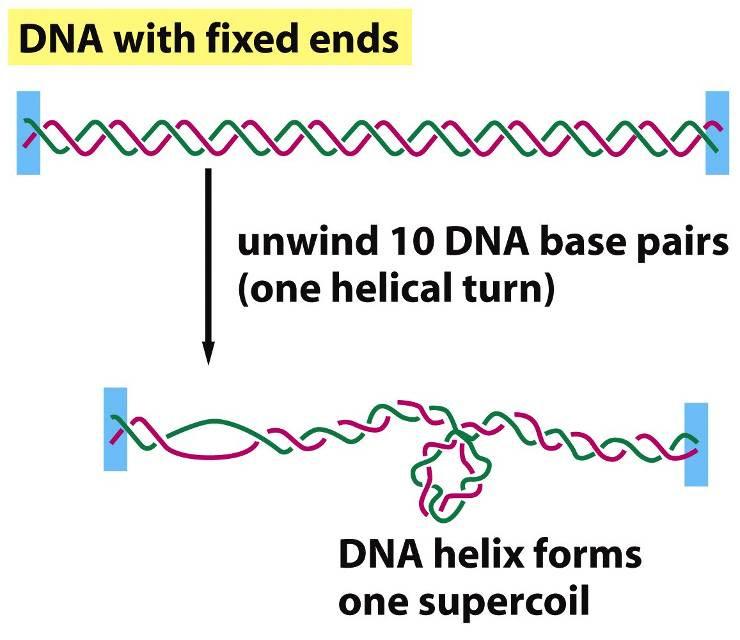 DNA with fixed ends
unwind 10 DNA base pairs
(one helical turn)
DNA helix forms
one supercoil